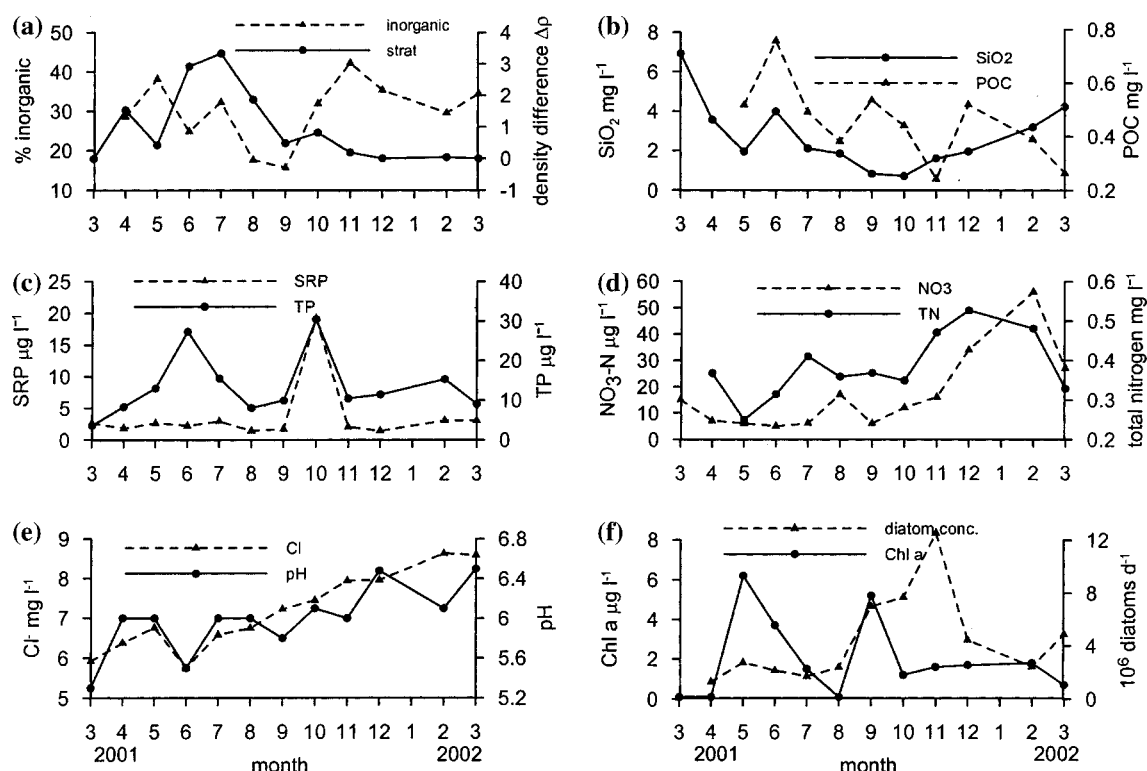 (a)
inorganic
strat
50
40
30
20
10
% inorganic
4
3
2
1
0
-1
density difference Δρ
3 4 5 6 7 8 9 10 11 12 1 2 3
(b)
SiO2
POC
8
6
4
2
0
SiO₂ mg l⁻¹
0.8
0.6
0.4
0.2
POC mg l⁻¹
3 4 5 6 7 8 9 10 11 12 1 2 3
(c)
SRP
TP
25
20
15
10
5
0
SRP µg l⁻¹
40
30
20
10
0
TP µg l⁻¹
3 4 5 6 7 8 9 10 11 12 1 2 3
(d)
NO3
TN
60
50
40
30
20
10
0
NO₃-N µg l⁻¹
0.6
0.5
0.4
0.3
0.2
total nitrogen mg l⁻¹
3 4 5 6 7 8 9 10 11 12 1 2 3
(e)
Cl
pH
9
8
7
6
5
Cl⁻ mg l⁻¹
6.8
6.4
6
5.6
5.2
pH
3 4 5 6 7 8 9 10 11 12 1 2 3
2001 month 2002
(f)
diatom conc.
Chl a
8
6
4
2
0
Chl a µg l⁻¹
12
8
4
0
10⁶ diatoms d⁻¹
3 4 5 6 7 8 9 10 11 12 1 2 3
2001 month 2002